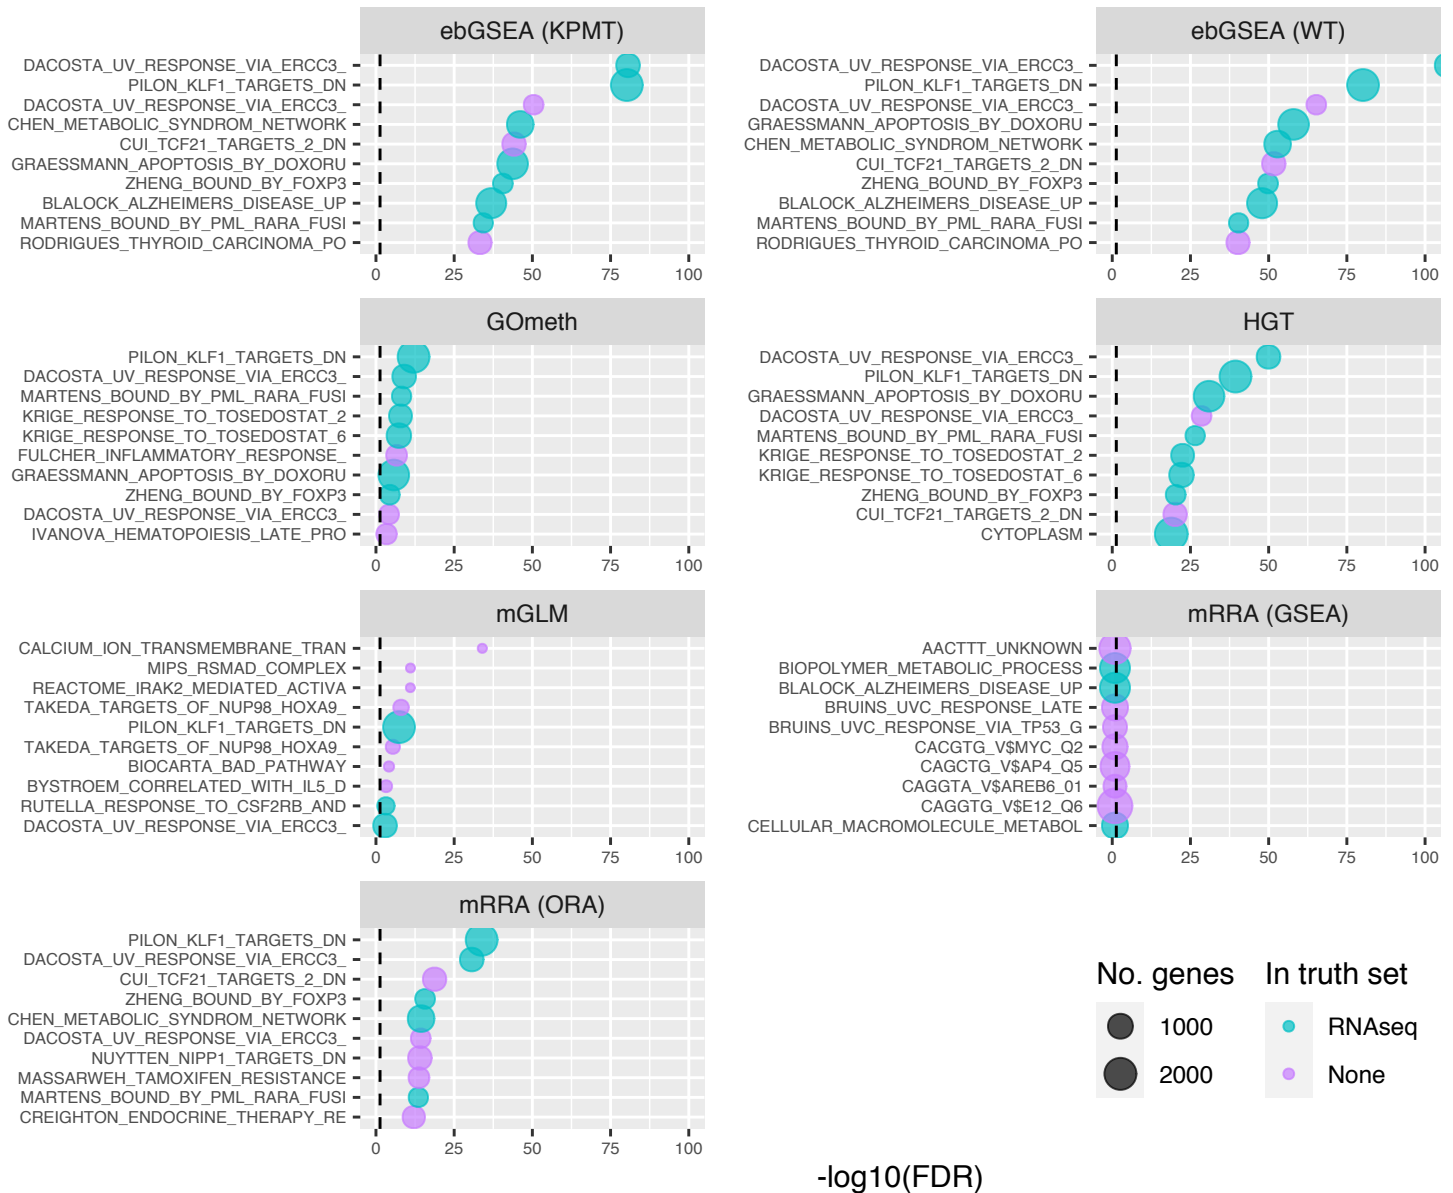 ebGSEA (KPMT)
DACOSTA_UV_RESPONSE_VIA_ERCC3_
PILON_KLF1_TARGETS_DN
DACOSTA_UV_RESPONSE_VIA_ERCC3_
CHEN_METABOLIC_SYNDROM_NETWORK
CUI_TCF21_TARGETS_2_DN
GRAESSMANN_APOPTOSIS_BY_DOXORU
ZHENG_BOUND_BY_FOXP3
BLALOCK_ALZHEIMERS_DISEASE_UP
MARTENS_BOUND_BY_PML_RARA_FUSI
RODRIGUES_THYROID_CARCINOMA_PO
0 25 50 75 100
ebGSEA (WT)
DACOSTA_UV_RESPONSE_VIA_ERCC3_
PILON_KLF1_TARGETS_DN
DACOSTA_UV_RESPONSE_VIA_ERCC3_
GRAESSMANN_APOPTOSIS_BY_DOXORU
CHEN_METABOLIC_SYNDROM_NETWORK
CUI_TCF21_TARGETS_2_DN
ZHENG_BOUND_BY_FOXP3
BLALOCK_ALZHEIMERS_DISEASE_UP
MARTENS_BOUND_BY_PML_RARA_FUSI
RODRIGUES_THYROID_CARCINOMA_PO
0 25 50 75 100
GOmeth
PILON_KLF1_TARGETS_DN
DACOSTA_UV_RESPONSE_VIA_ERCC3_
MARTENS_BOUND_BY_PML_RARA_FUSI
KRIGE_RESPONSE_TO_TOSEDOSTAT_2
KRIGE_RESPONSE_TO_TOSEDOSTAT_6
FULCHER_INFLAMMATORY_RESPONSE_
GRAESSMANN_APOPTOSIS_BY_DOXORU
ZHENG_BOUND_BY_FOXP3
DACOSTA_UV_RESPONSE_VIA_ERCC3_
IVANOVA_HEMATOPOIESIS_LATE_PRO
0 25 50 75 100
HGT
DACOSTA_UV_RESPONSE_VIA_ERCC3_
PILON_KLF1_TARGETS_DN
GRAESSMANN_APOPTOSIS_BY_DOXORU
DACOSTA_UV_RESPONSE_VIA_ERCC3_
MARTENS_BOUND_BY_PML_RARA_FUSI
KRIGE_RESPONSE_TO_TOSEDOSTAT_2
KRIGE_RESPONSE_TO_TOSEDOSTAT_6
ZHENG_BOUND_BY_FOXP3
CUI_TCF21_TARGETS_2_DN
CYTOPLASM
0 25 50 75 100
mGLM
CALCIUM_ION_TRANSMEMBRANE_TRAN
MIPS_RSMAD_COMPLEX
REACTOME_IRAK2_MEDIATED_ACTIVA
TAKEDA_TARGETS_OF_NUP98_HOXA9_
PILON_KLF1_TARGETS_DN
TAKEDA_TARGETS_OF_NUP98_HOXA9_
BIOCARTA_BAD_PATHWAY
BYSTROEM_CORRELATED_WITH_IL5_D
RUTELLA_RESPONSE_TO_CSF2RB_AND
DACOSTA_UV_RESPONSE_VIA_ERCC3_
0 25 50 75 100
mRRA (GSEA)
AACTTT_UNKNOWN
BIOPOLYMER_METABOLIC_PROCESS
BLALOCK_ALZHEIMERS_DISEASE_UP
BRUINS_UVC_RESPONSE_LATE
BRUINS_UVC_RESPONSE_VIA_TP53_G
CACGTG_V$MYC_Q2
CAGCTG_V$AP4_Q5
CAGGTA_V$AREB6_01
CAGGTG_V$E12_Q6
CELLULAR_MACROMOLECULE_METABOL
0 25 50 75 100
mRRA (ORA)
PILON_KLF1_TARGETS_DN
DACOSTA_UV_RESPONSE_VIA_ERCC3_
CUI_TCF21_TARGETS_2_DN
ZHENG_BOUND_BY_FOXP3
CHEN_METABOLIC_SYNDROM_NETWORK
DACOSTA_UV_RESPONSE_VIA_ERCC3_
NUYTTEN_NIPP1_TARGETS_DN
MASSARWEH_TAMOXIFEN_RESISTANCE
MARTENS_BOUND_BY_PML_RARA_FUSI
CREIGHTON_ENDOCRINE_THERAPY_RE
0 25 50 75 100
No. genes
1000
2000
In truth set
RNAseq
None
-log10(FDR)